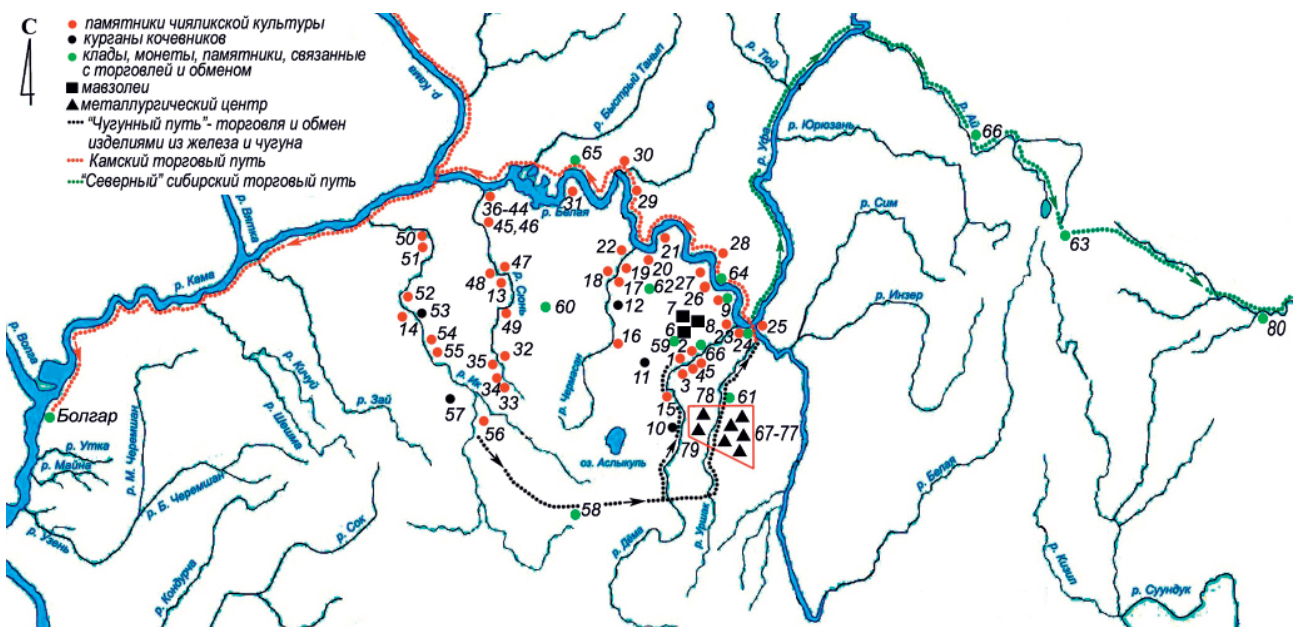 С
памятники чияликской культуры
курганы кочевников
клады, монеты, памятники, связанные
с торговлей и обменом
мавзолеи
металлургический центр
"Чугунный путь"- торговля и обмен
изделиями из железа и чугуна
Камский торговый путь
"Северный" сибирский торговый путь
р. Кама
р. Быстрый Танып
р. Тюй
р. Уфа
р. Юрюзань
р. Ай
66
65
30
31
29
р. Белая
36-44
45,46
р. Вятка
р. Сим
63
50
51
22
21
28
47
48
13
р. Сюнь
18
19
20
17
62
27
64
р. Кама
52
53
14
60
12
26
9
р. Инзер
49
7
6
8
25
80
54
55
16
59
2
23
24
р. Волга
32
35
1
66
11
3
45
34
33
р. Ик
р. Чермасан
р. Кичуй
57
15
78
61
Болгар
р. Зай
р. Шешма
56
10
67-77
р. Утка
р. Майна
р. М. Черемшан
79
оз. Аслыкуль
р. Б. Черемшан
р. Белая
58
р. Узень
р. Сок
р. Дёма
р. Уршак
р. Кондурча
р. Кизил
р. Суундук